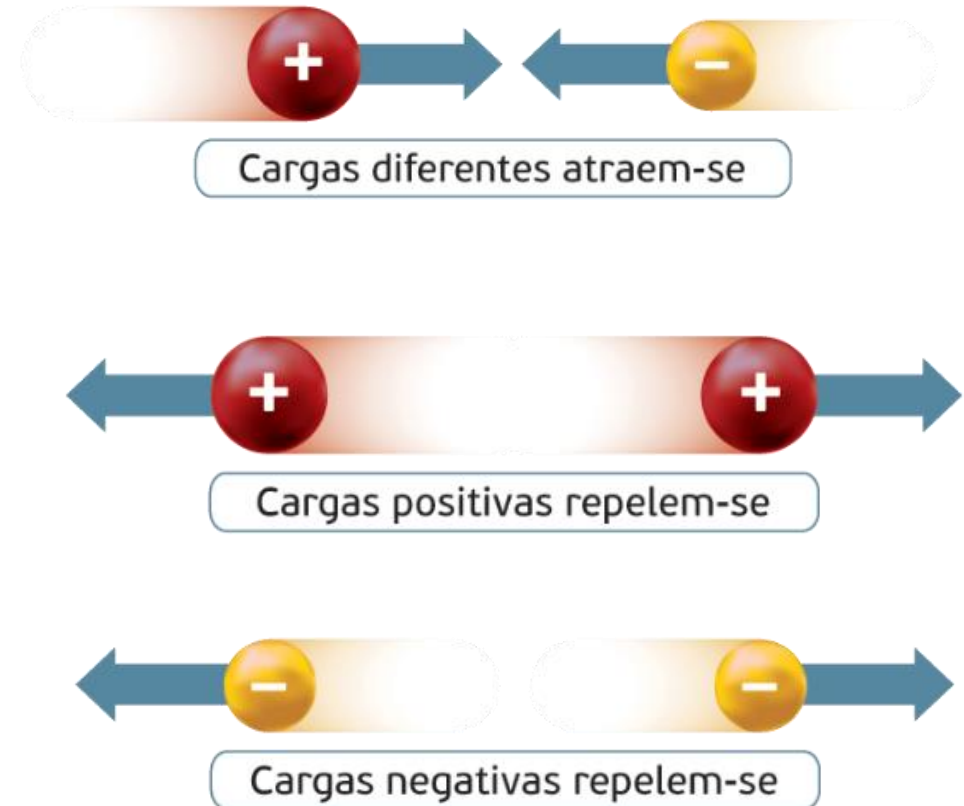 + −
Cargas diferentes atraem-se
+ +
Cargas positivas repelem-se
− −
Cargas negativas repelem-se